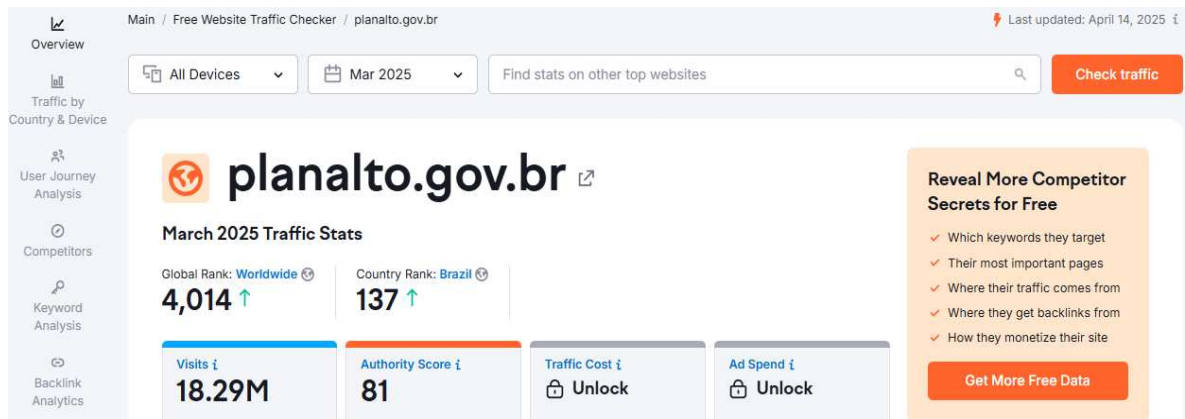 Overview
Traffic by
Country & Device
User Journey
Analysis
Competitors
Keyword
Analysis
Backlink
Analytics
Main / Free Website Traffic Checker / planalto.gov.br
Last updated: April 14, 2025 i
All Devices
Mar 2025
Find stats on other top websites
Check traffic
planalto.gov.br
March 2025 Traffic Stats
Global Rank: Worldwide
4,014 ↑
Country Rank: Brazil
137 ↑
Visits i
18.29M
Authority Score i
81
Traffic Cost i
Unlock
Ad Spend i
Unlock
Reveal More Competitor
Secrets for Free
Which keywords they target
Their most important pages
Where their traffic comes from
Where they get backlinks from
How they monetize their site
Get More Free Data